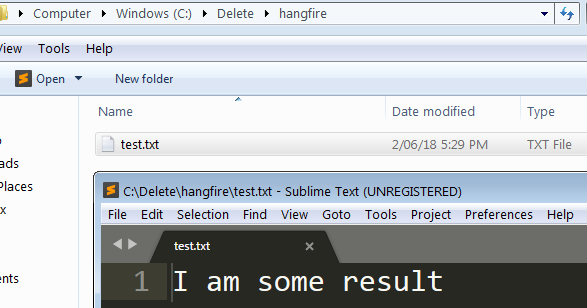 Computer Windows (C:) Delete hangfire
View Tools Help
Open New folder
Name Date modified Type
test.txt 2/06/18 5:29 PM TXT File
C:\Delete\hangfire\test.txt - Sublime Text (UNREGISTERED)
File Edit Selection Find View Goto Tools Project Preferences Help
test.txt
1 I am some result
ads
Places
x
ents